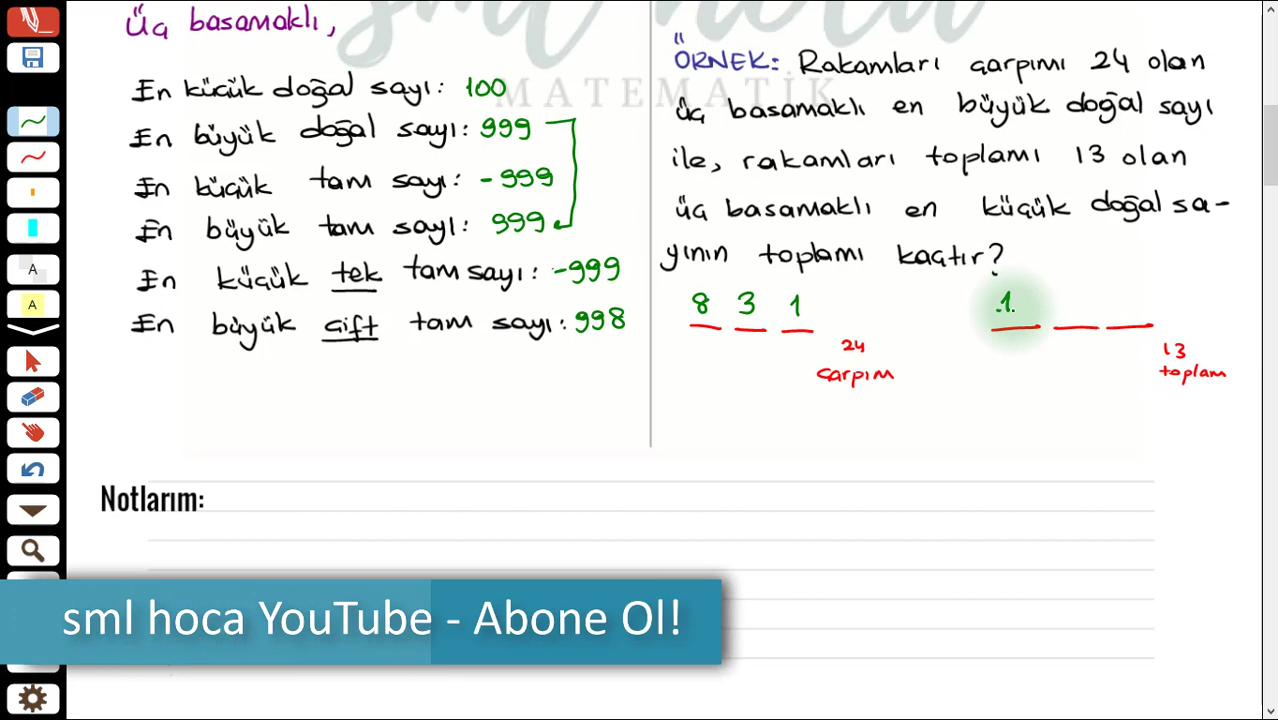 sml hoca
MATEMATİK
Üç basamaklı,
En küçük doğal sayı: 100
En büyük doğal sayı: 999
En küçük tam sayı: -999
En büyük tam sayı: 999
En küçük tek tam sayı: -999
En büyük çift tam sayı: 998
ÖRNEK: Rakamları çarpımı 24 olan
üç basamaklı en büyük doğal sayı
ile, rakamları toplamı 13 olan
üç basamaklı en küçük doğal sa-
yının toplamı kaçtır?
8 3 1
24
çarpım
1
13
toplam
A
A
Notlarım:
sml hoca YouTube - Abone Ol!